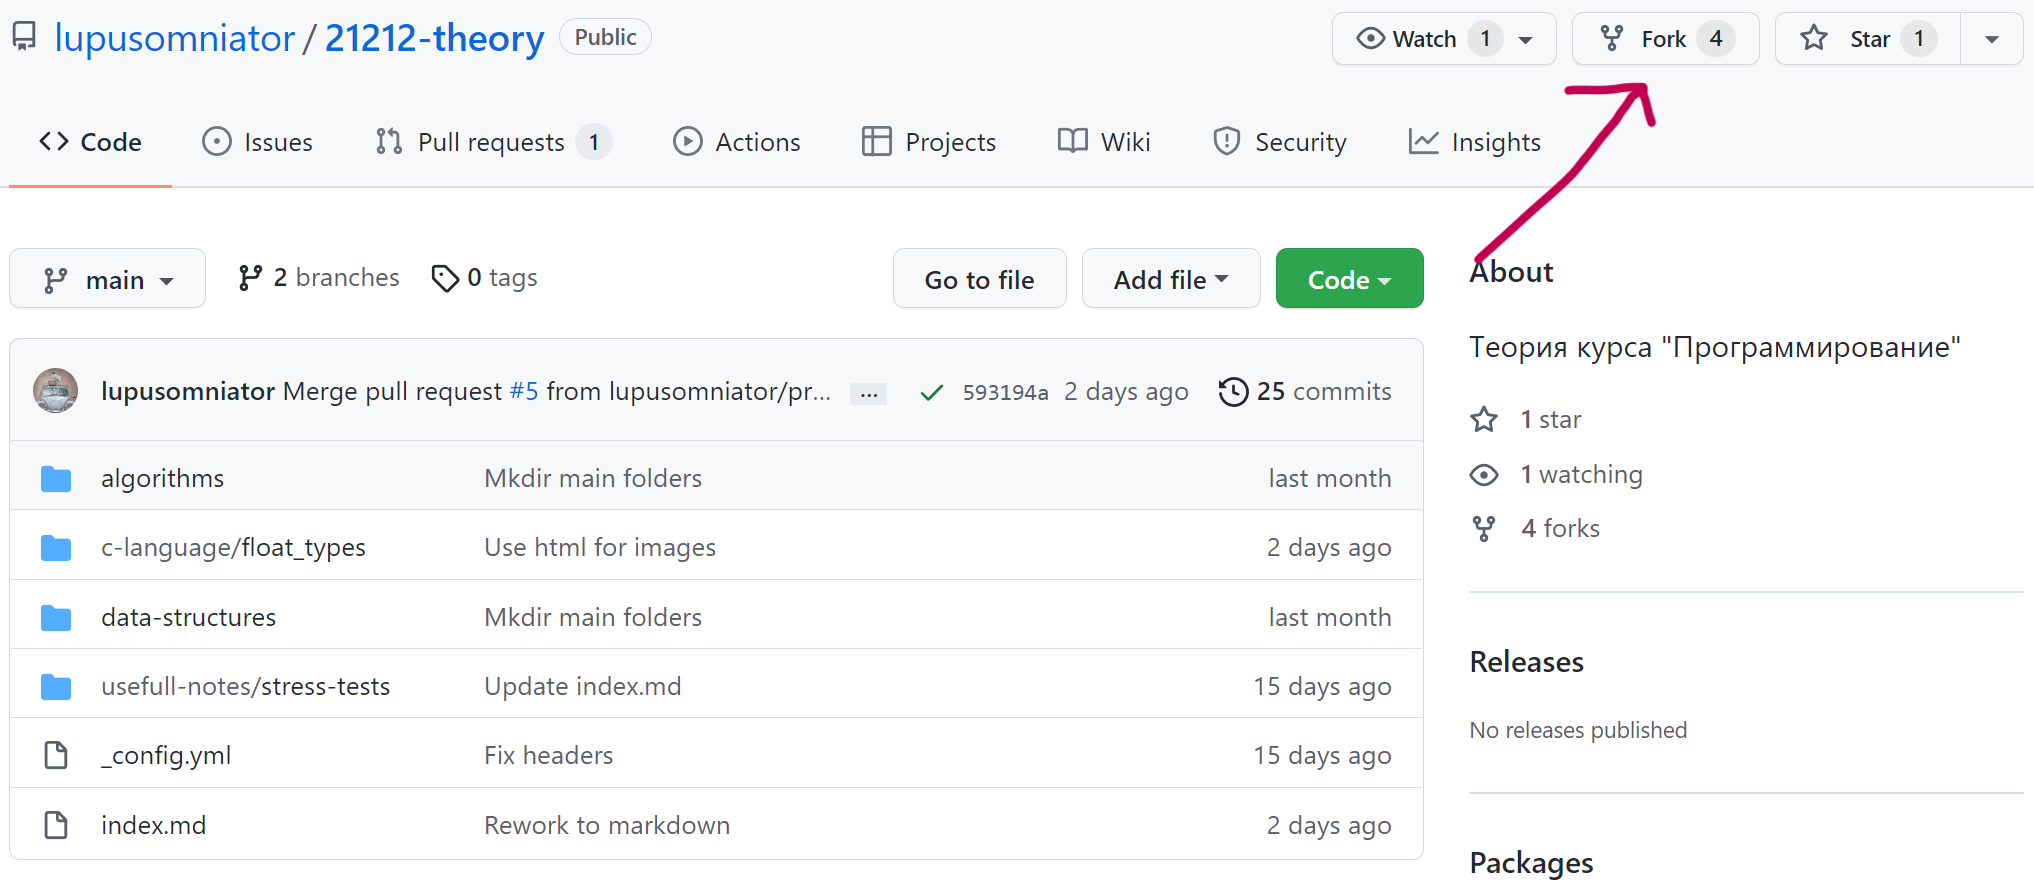 lupusomniator / 21212-theory Public Watch 1 Fork 4 Star 1
Code Issues Pull requests 1 Actions Projects Wiki Security Insights
main 2 branches 0 tags Go to file Add file Code
lupusomniator Merge pull request #5 from lupusomniator/pr... ... 593194a 2 days ago 25 commits
algorithms Mkdir main folders last month
c-language/float_types Use html for images 2 days ago
data-structures Mkdir main folders last month
usefull-notes/stress-tests Update index.md 15 days ago
_config.yml Fix headers 15 days ago
index.md Rework to markdown 2 days ago
About
Теория курса "Программирование"
1 star
1 watching
4 forks
Releases
No releases published
Packages